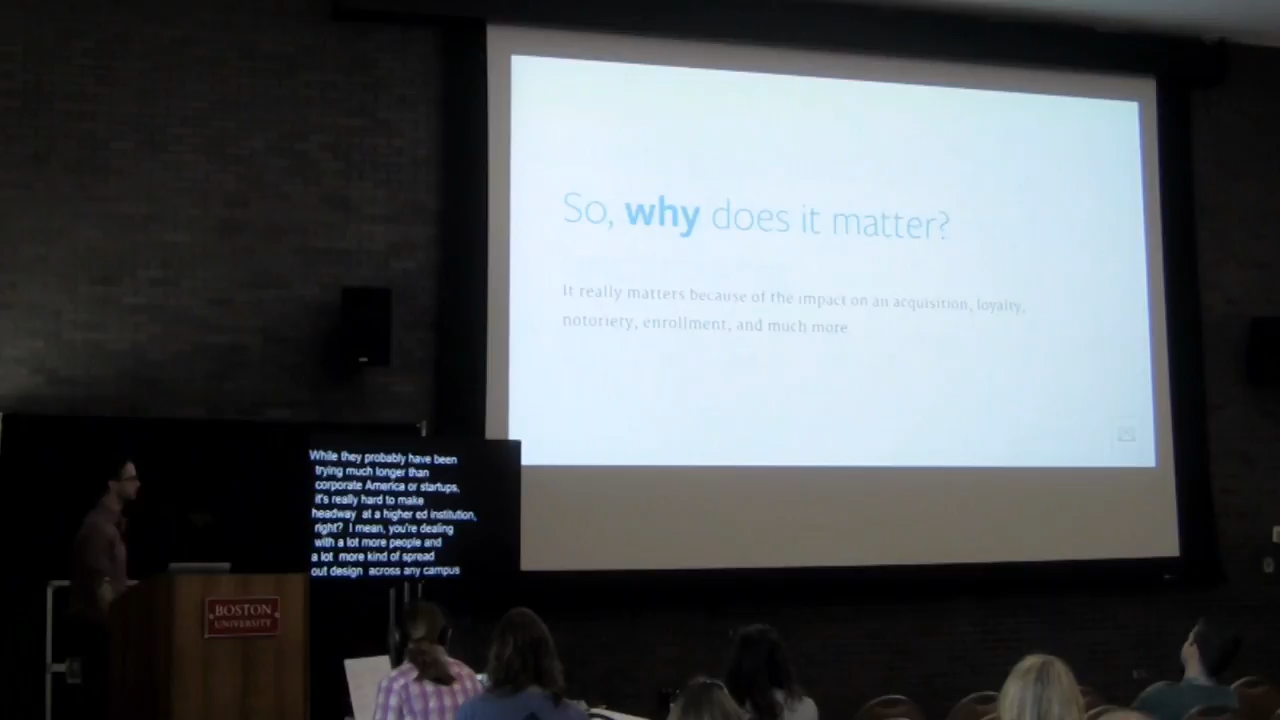 So, why does it matter?
It really matters because of the impact on an acquisition, loyalty,
notoriety, enrollment, and much more
While they probably have been
trying much longer than
corporate America or startups,
it's really hard to make
headway at a higher ed institution,
right? I mean, you're dealing
with a lot more people and
a lot more kind of spread
out design across any campus
BOSTON
UNIVERSITY